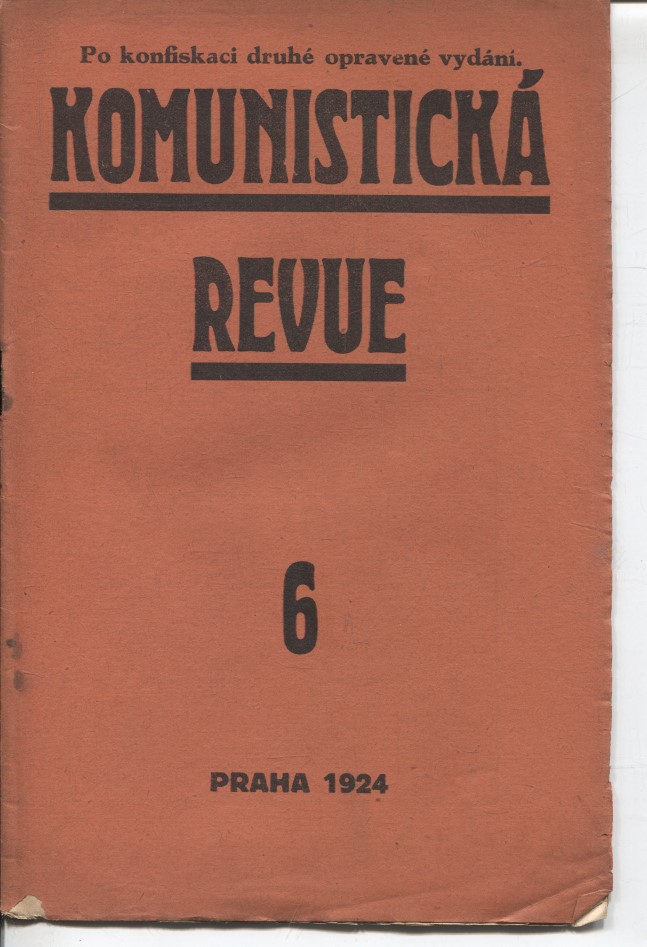 Po konfiskaci druhé opravené vydání.
KOMUNISTICKÁ
REVUE
6
PRAHA 1924